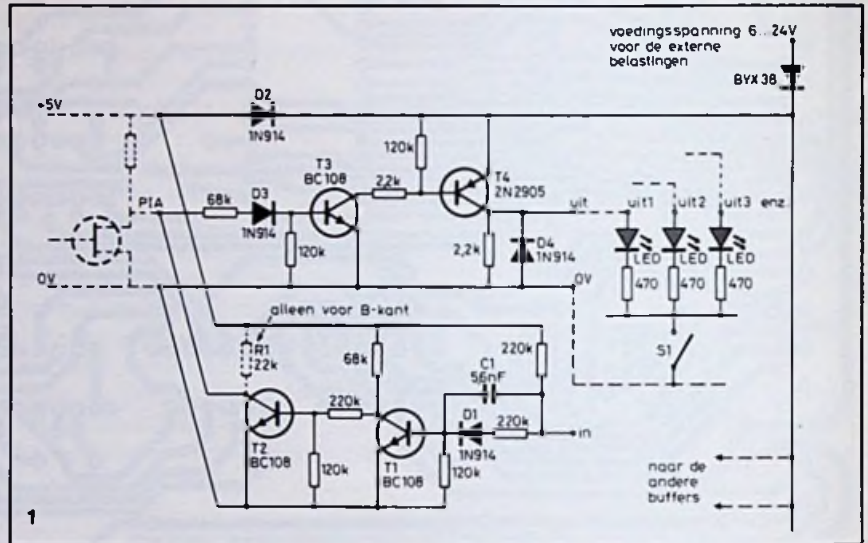 voedingsspanning 6...24V
voor de externe
belastingen
BYX 38
+5V
D2
1N914
120k
T3
BC108
2,2k
T4
2N2905
PIA
68k
D3
1N914
120k
2,2k
D4
1N914
uit
uit1
uit2
uit3 enz.
LED
LED
LED
470
470
470
0V
0V
alleen voor B-kant
R1
22k
68k
220k
C1
5,6nF
S1
220k
D1
220k
in
T2
BC108
120k
T1
BC108
1N914
120k
naar de
andere
buffers
1